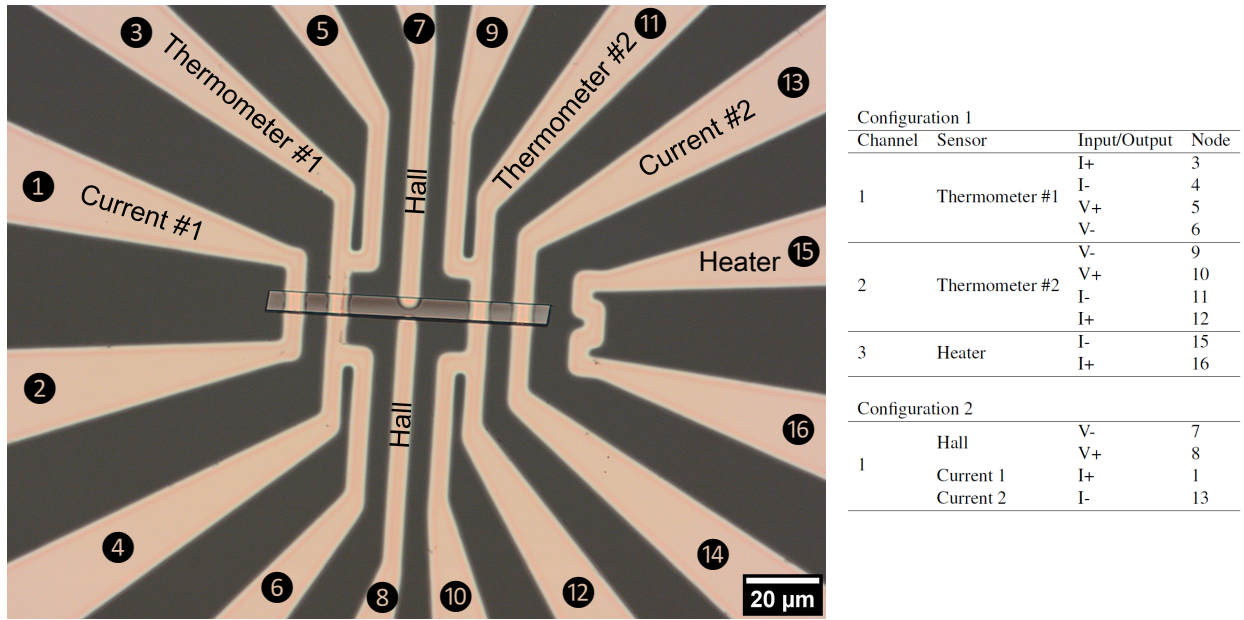 3
5
7
9
11
Thermometer #1
Thermometer #2
13
Current #2
1
Current #1
Hall
Heater
15
2
Hall
16
4
14
6
8
10
12
20 µm
Configuration 1
Channel Sensor Input/Output Node
I+ 3
1 Thermometer #1 I- 4
V+ 5
V- 6
V- 9
2 Thermometer #2 V+ 10
I- 11
I+ 12
3 Heater I- 15
I+ 16
Configuration 2
1 Hall V- 7
V+ 8
Current 1 I+ 1
Current 2 I- 13